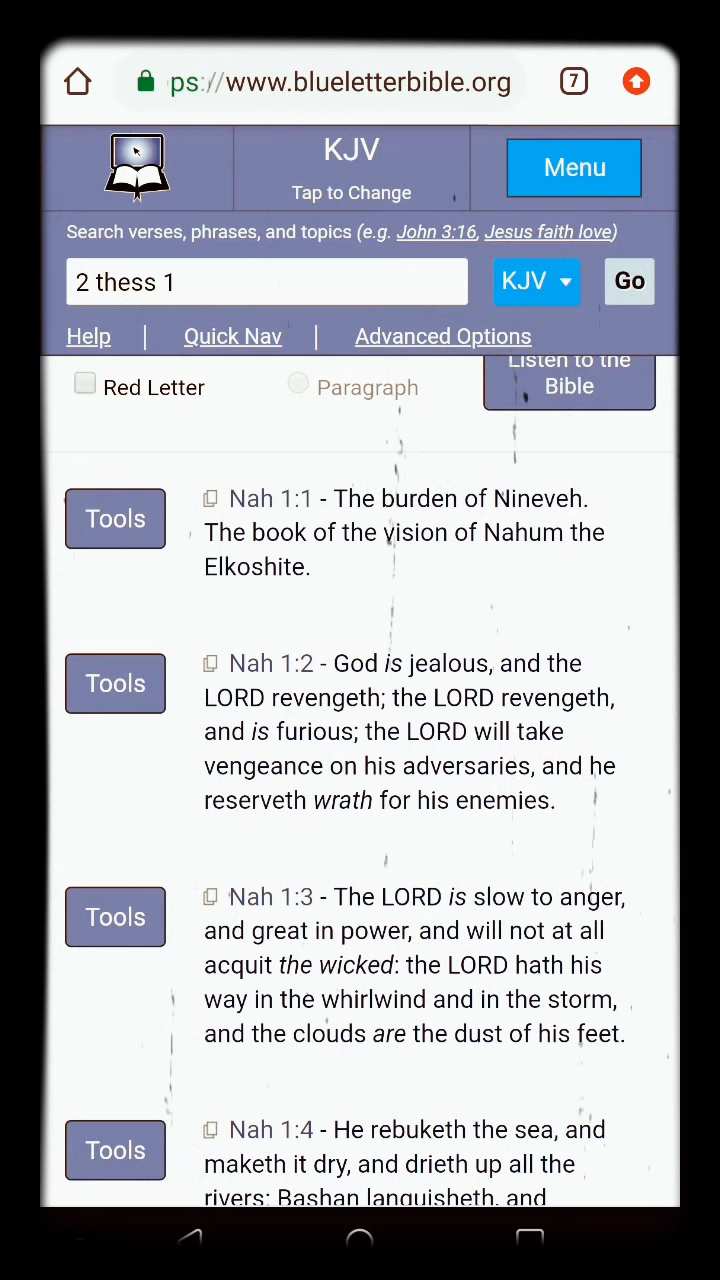 ps://www.blueletterbible.org
7
KJV
Tap to Change
Menu
Search verses, phrases, and topics (e.g. John 3:16, Jesus faith love)
2 thess 1
KJV
Go
Help | Quick Nav | Advanced Options
Red Letter
Paragraph
Listen to the
Bible
Tools
Nah 1:1 - The burden of Nineveh.
The book of the vision of Nahum the
Elkoshite.
Tools
Nah 1:2 - God is jealous, and the
LORD revengeth; the LORD revengeth,
and is furious; the LORD will take
vengeance on his adversaries, and he
reserveth wrath for his enemies.
Tools
Nah 1:3 - The LORD is slow to anger,
and great in power, and will not at all
acquit the wicked: the LORD hath his
way in the whirlwind and in the storm,
and the clouds are the dust of his feet.
Tools
Nah 1:4 - He rebuketh the sea, and
maketh it dry, and drieth up all the
rivers: Bashan languisheth, and